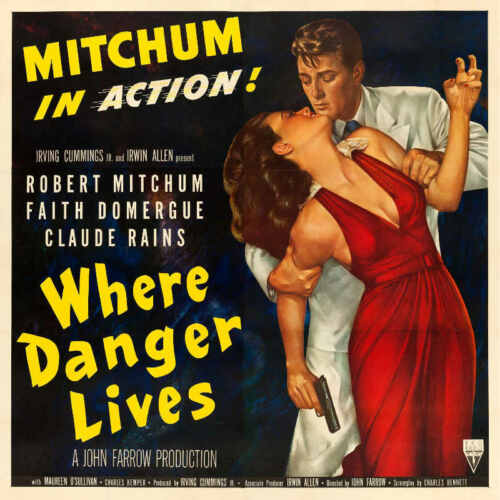 MITCHUM
IN ACTION!
IRVING CUMMINGS JR. and IRWIN ALLEN present
ROBERT MITCHUM
FAITH DOMERGUE
CLAUDE RAINS
Where
Danger
Lives
A JOHN FARROW PRODUCTION
with MAUREEN O'SULLIVAN · CHARLES KEMPER · Produced by IRVING CUMMINGS JR. · Associate Producer IRWIN ALLEN · Directed by JOHN FARROW · Screenplay by CHARLES BENNETT